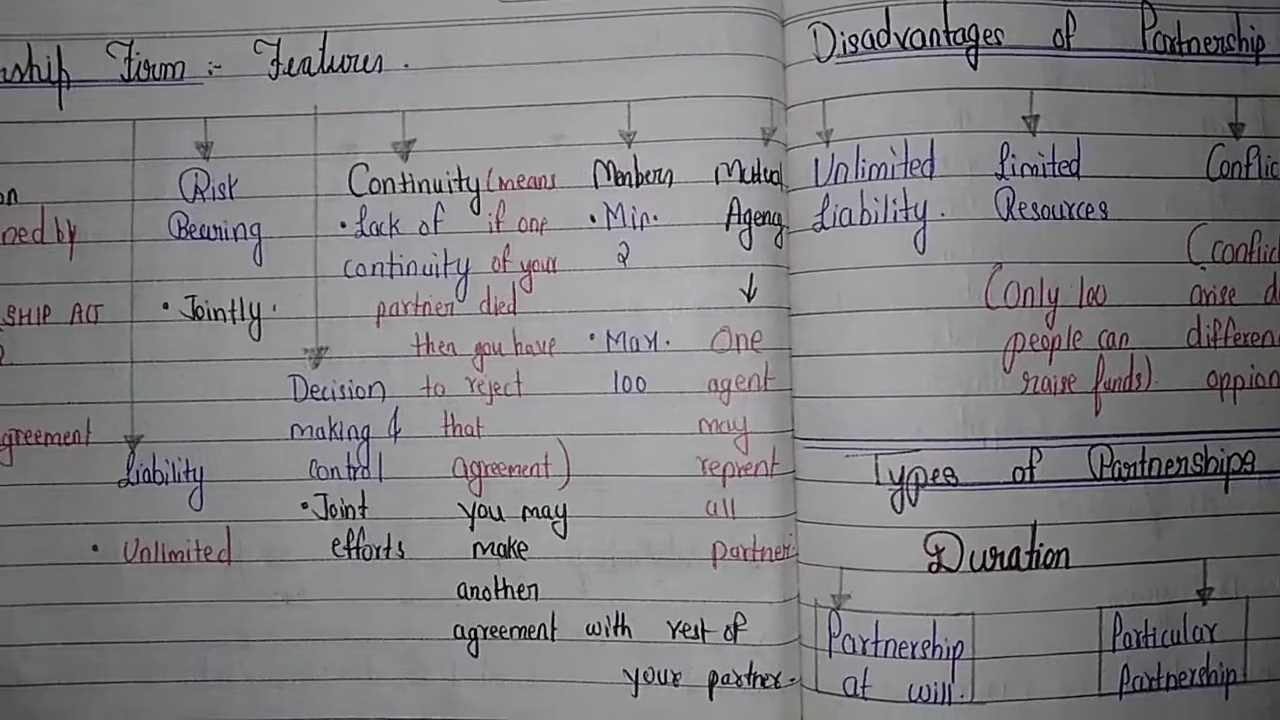 ship Firm :- Features.
on
ned by
SHIP ACT
greement
Liability
• Unlimited
Risk
Bearing
• Jointly.
Decision
making &
control
• Joint
efforts
Continuity (means
• Lack of if one
continuity of your
partner died
then you have
to reject
that
agreement)
you may
make
another
agreement with rest of
your partner.
Members
• Min.
2
• Max.
100
Mutual
Agency
One
agent
may
reprent
all
partner
Disadvantages of Partnership
Unlimited
Liability.
Limited
Resources
(Only 100
people can
raise funds)
Conflic
(conflic
arise d
differen
oppion
Types of Partnerships
Duration
Partnership
at will.
Particular
Partnership